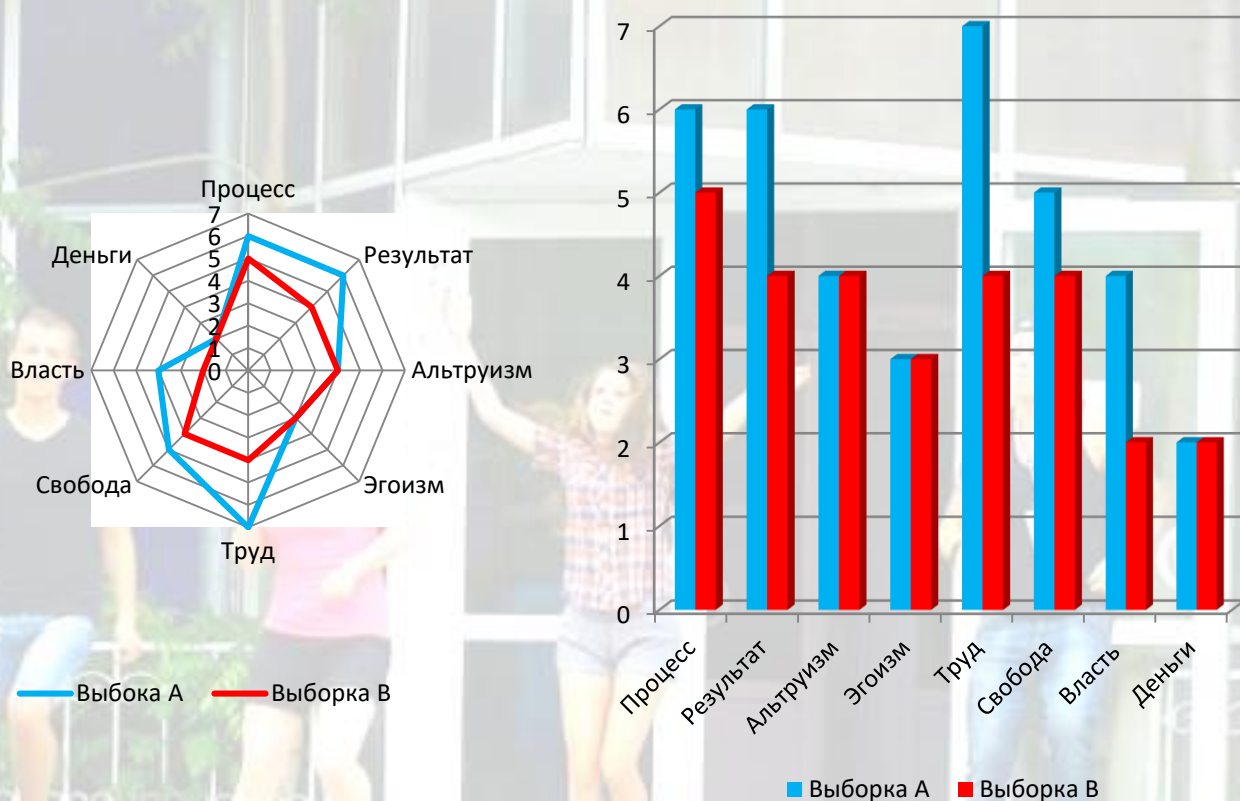 Процесс
7
6
5
4
3
2
1
0
Результат
Альтруизм
Эгоизм
Труд
Свобода
Власть
Деньги
Выбока А
Выборка В
7
6
5
4
3
2
1
0
Процесс
Результат
Альтруизм
Эгоизм
Труд
Свобода
Власть
Деньги
Выборка А
Выборка В